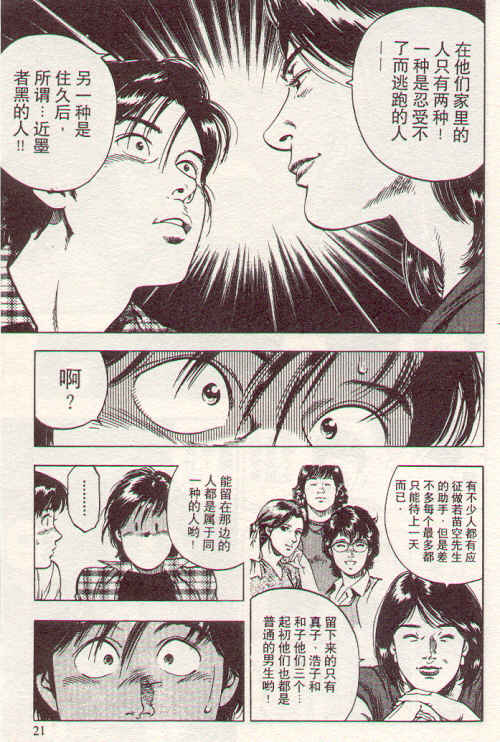 在他们家里的
人只有两种！
一种是忍受不
了而逃跑的人
——
另一种是
住久后，
所谓…近墨
者黑的人!!
啊？
有不少人都有应
征做若苗空先生
的助手，但是差
不多每个最多都
只能待上一天
而已．
留下来的只有
真子、浩子和
和子他们三个…
起初他们也都是
普通的男生哟！
能留在那边的
人都是属于同
一种的人哟！
………
21